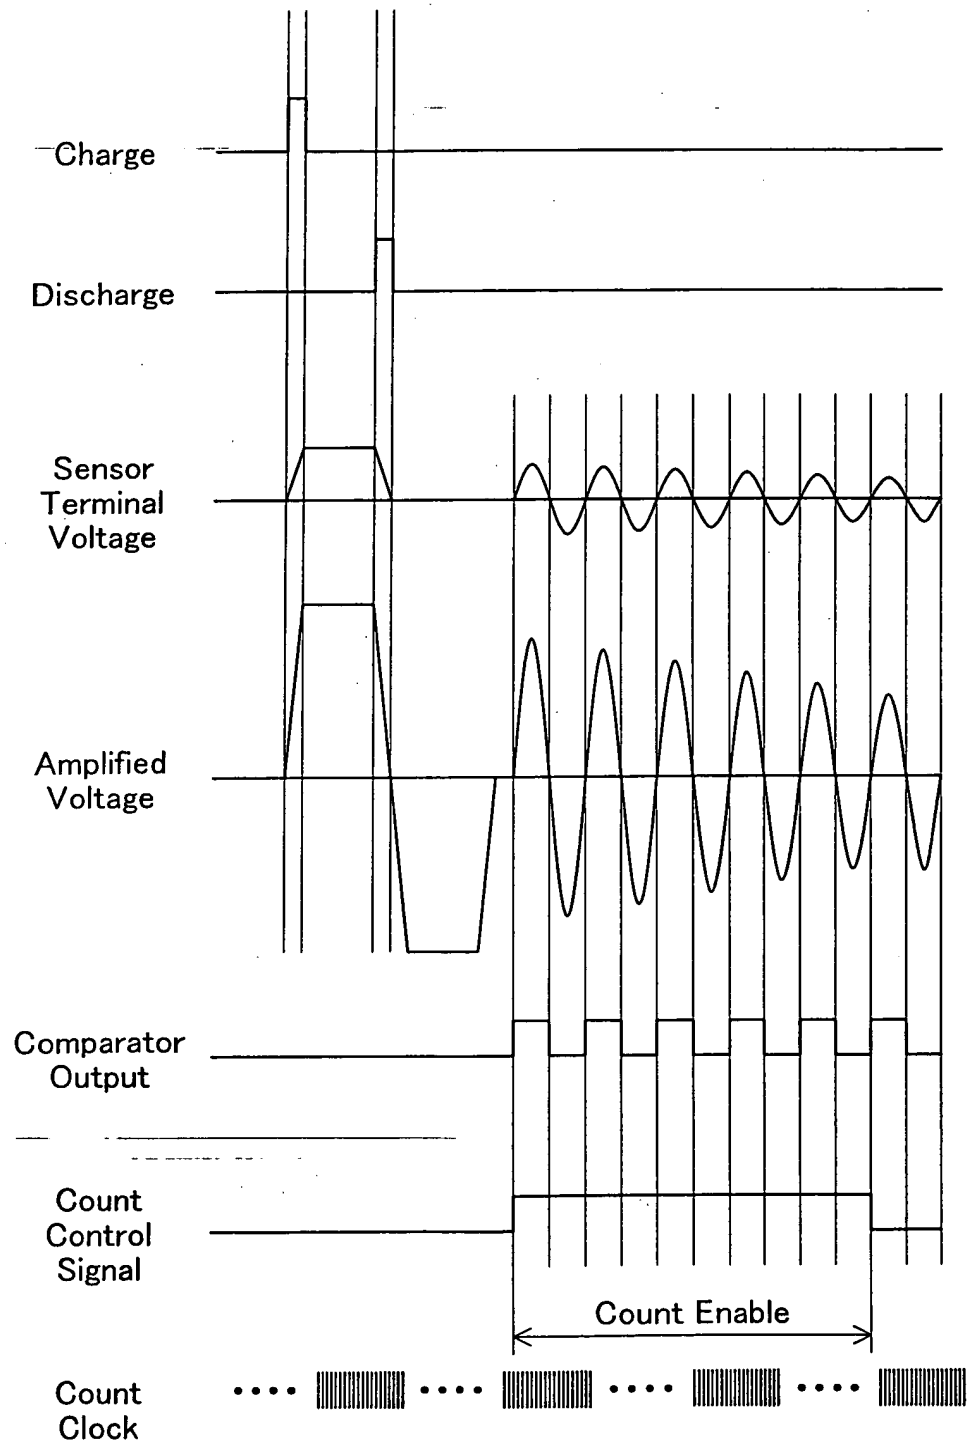 Charge
Discharge
Sensor
Terminal
Voltage
Amplified
Voltage
Comparator
Output
Count
Control
Signal
Count Enable
Count
Clock